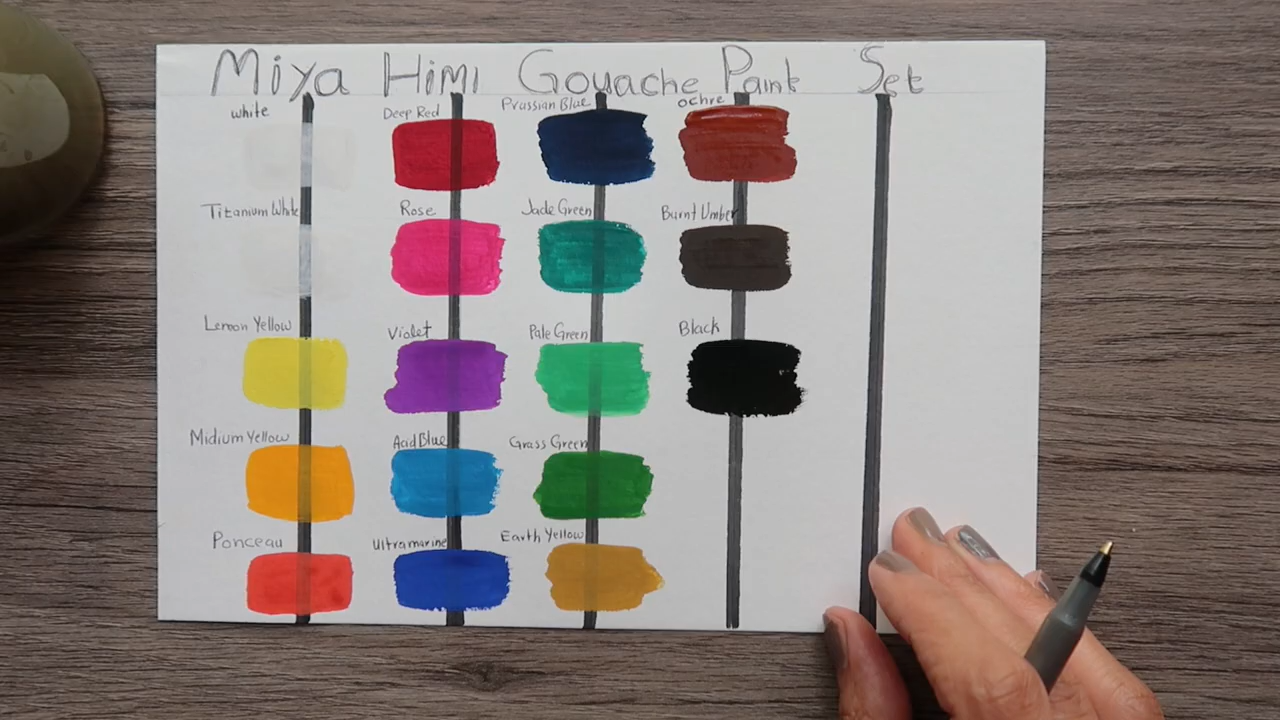 Miya Himi Gouache Paint Set
white
Deep Red
Prussian Blue
ochre
Titanium White
Rose
Jade Green
Burnt Umber
Lemon Yellow
Violet
Pale Green
Black
Midium Yellow
Acid Blue
Grass Green
Ponceau
Ultramarine
Earth Yellow